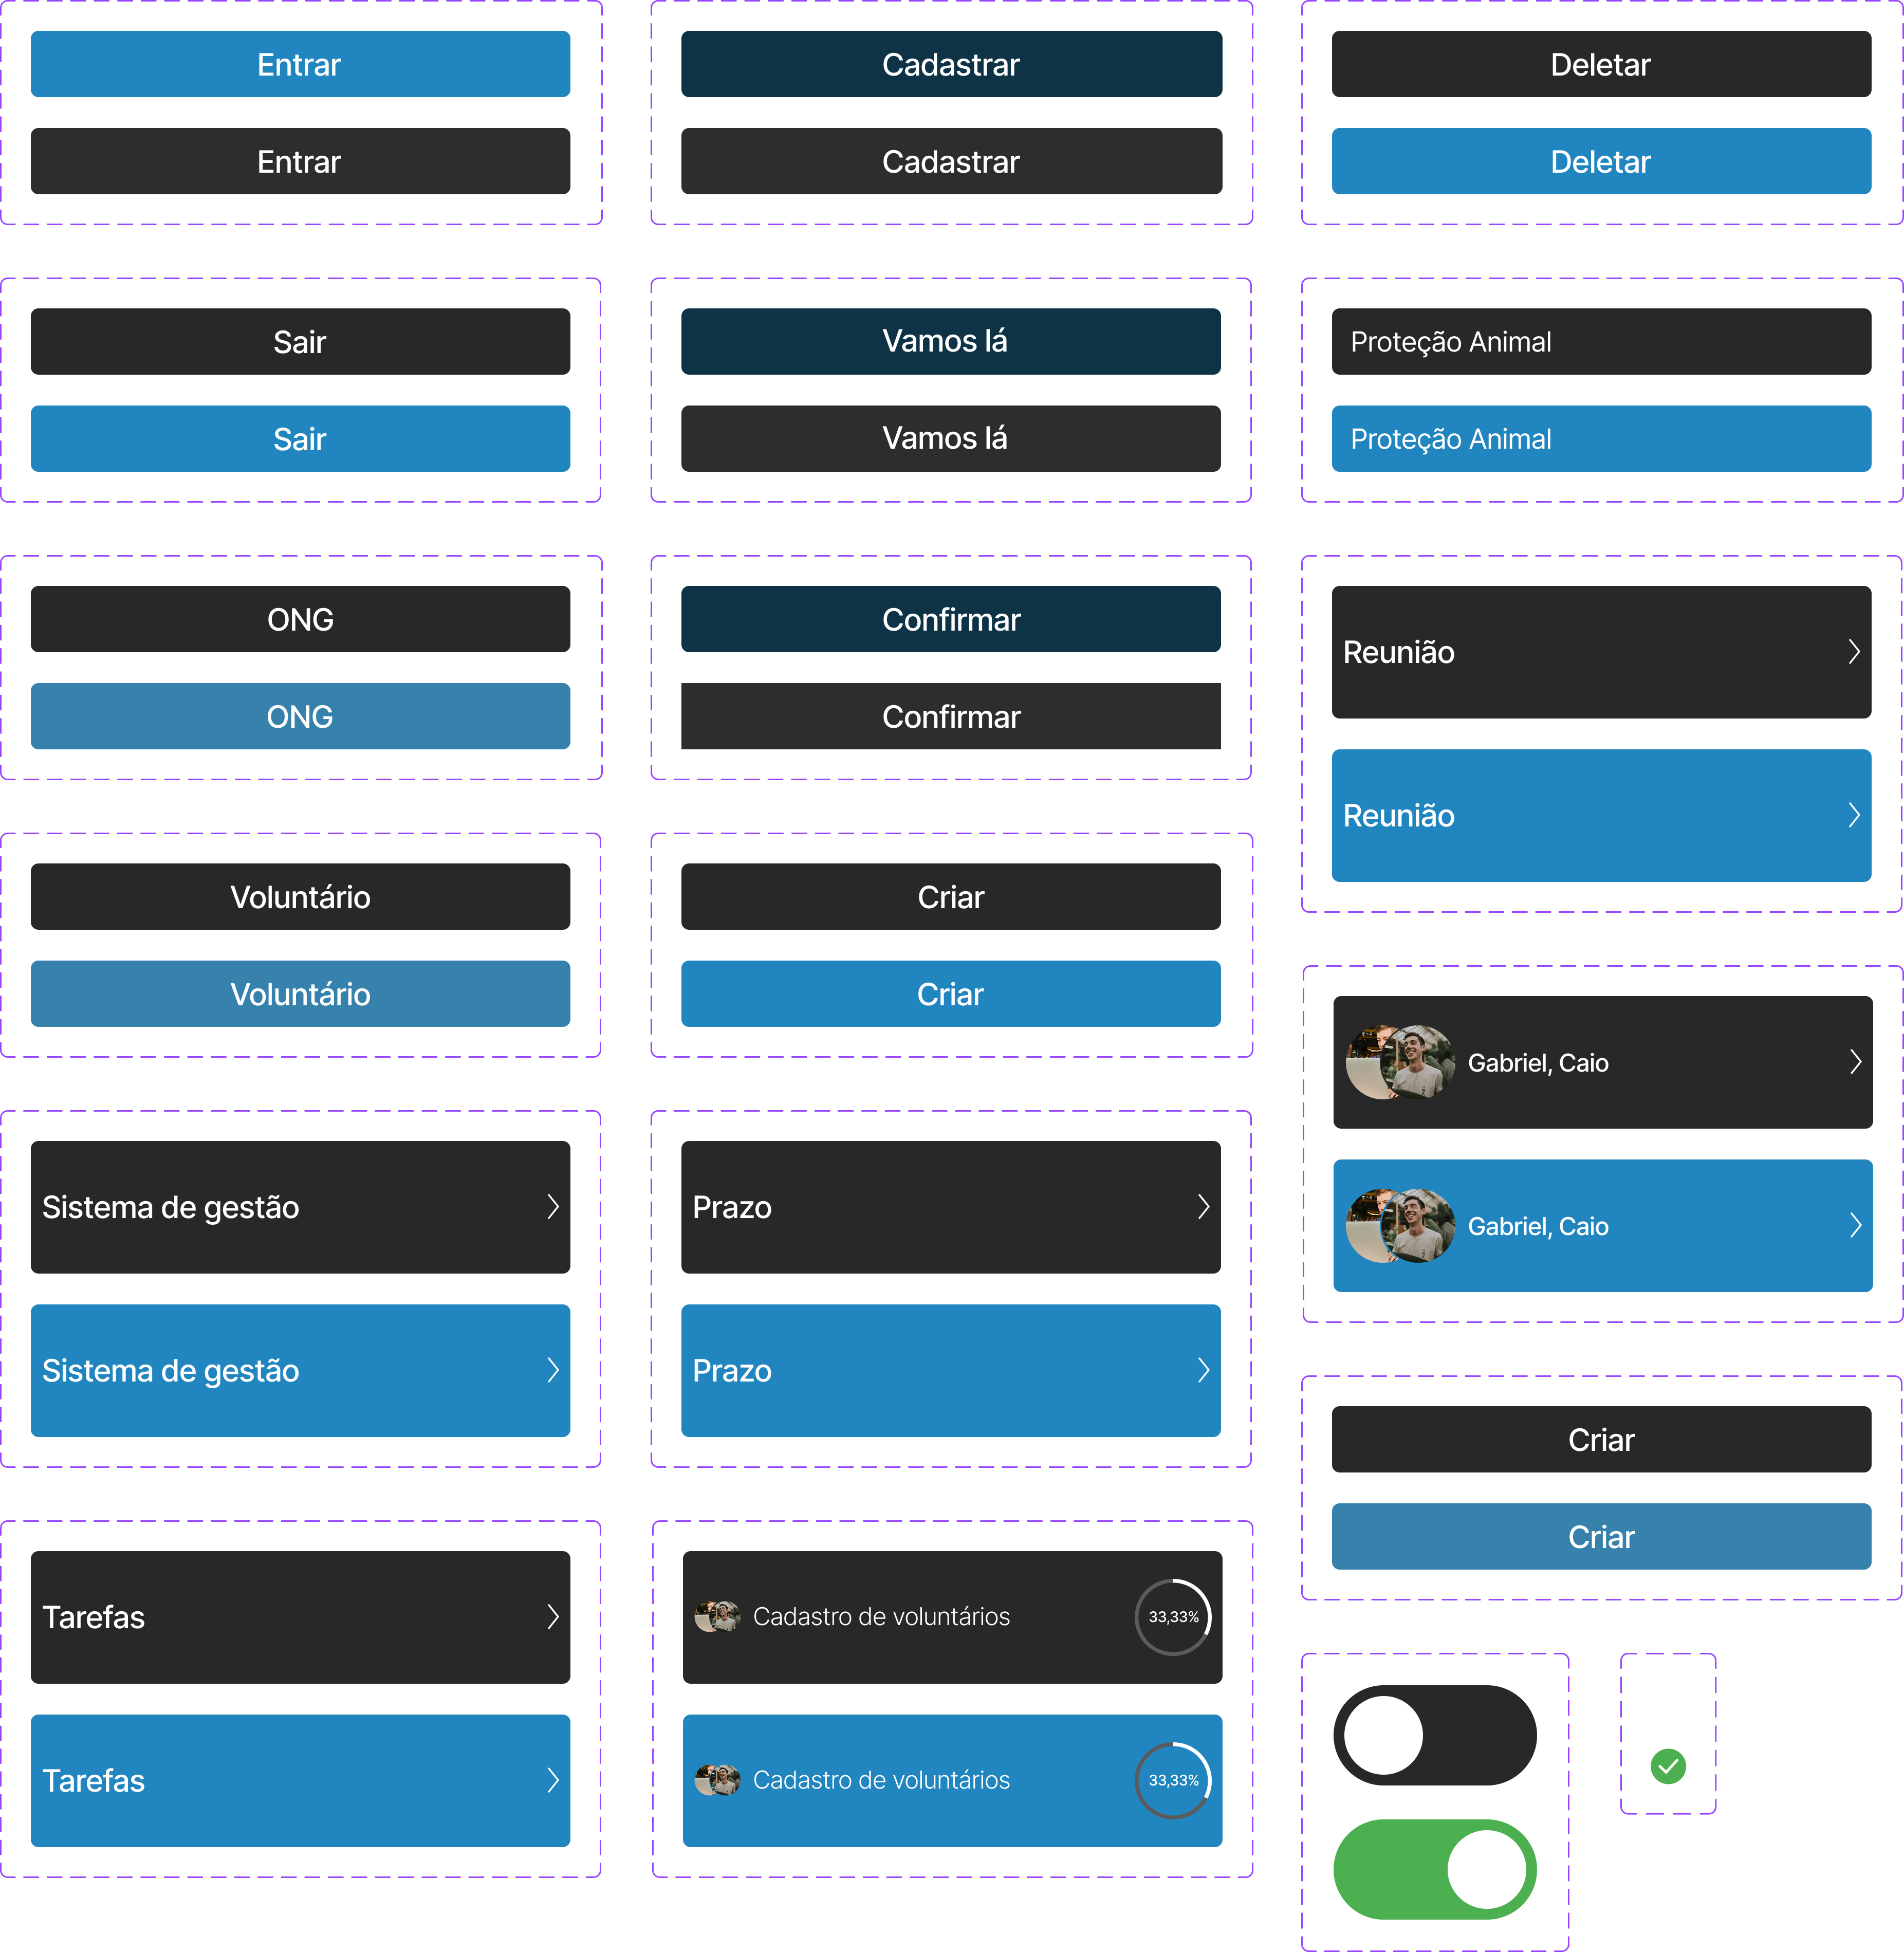 Entrar
Entrar
Cadastrar
Cadastrar
Deletar
Deletar
Sair
Sair
Vamos lá
Vamos lá
Proteção Animal
Proteção Animal
ONG
ONG
Confirmar
Confirmar
Reunião
Reunião
Voluntário
Voluntário
Criar
Criar
Gabriel, Caio
Gabriel, Caio
Sistema de gestão
Sistema de gestão
Prazo
Prazo
Criar
Criar
Tarefas
Tarefas
Cadastro de voluntários
33,33%
Cadastro de voluntários
33,33%